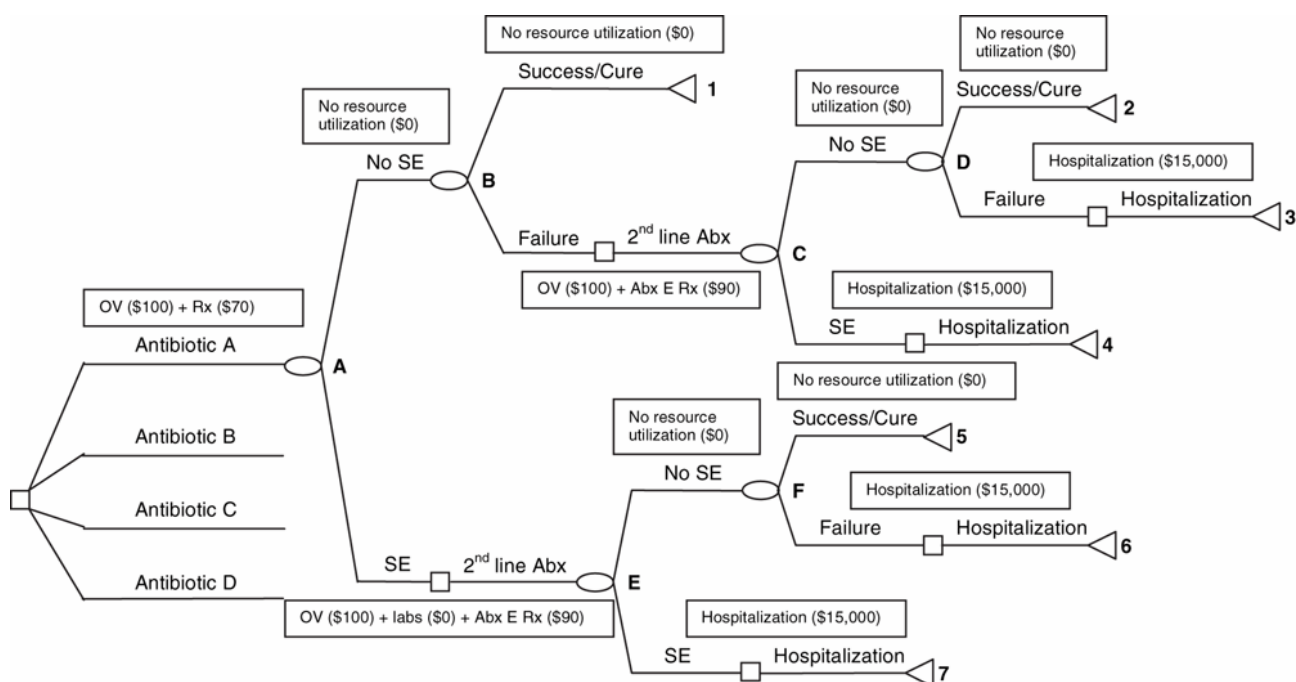 No resource utilization ($0)
Success/Cure
1
No resource
utilization ($0)
No SE
B
Failure
2nd line Abx
OV ($100) + Abx E Rx ($90)
C
No resource
utilization ($0)
No SE
D
No resource
utilization ($0)
Success/Cure
2
Hospitalization ($15,000)
Failure
Hospitalization
3
Hospitalization ($15,000)
SE
Hospitalization
4
OV ($100) + Rx ($70)
Antibiotic A
A
Antibiotic B
Antibiotic C
Antibiotic D
SE
2nd line Abx
OV ($100) + labs ($0) + Abx E Rx ($90)
E
No resource
utilization ($0)
No SE
F
No resource utilization ($0)
Success/Cure
5
Hospitalization ($15,000)
Failure
Hospitalization
6
Hospitalization ($15,000)
SE
Hospitalization
7